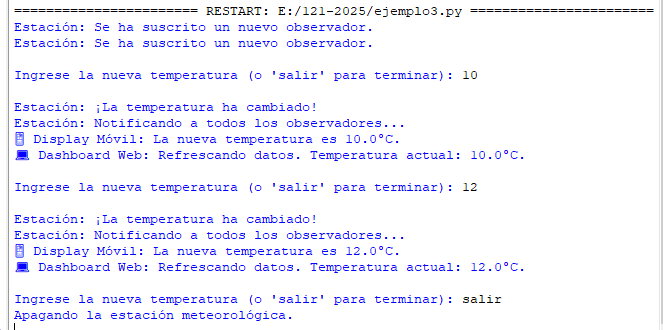 ======================= RESTART: E:/121-2025/ejemplo3.py =======================
Estación: Se ha suscrito un nuevo observador.
Estación: Se ha suscrito un nuevo observador.
Ingrese la nueva temperatura (o 'salir' para terminar): 10
Estación: ¡La temperatura ha cambiado!
Estación: Notificando a todos los observadores...
📱 Display Móvil: La nueva temperatura es 10.0°C.
💻 Dashboard Web: Refrescando datos. Temperatura actual: 10.0°C.
Ingrese la nueva temperatura (o 'salir' para terminar): 12
Estación: ¡La temperatura ha cambiado!
Estación: Notificando a todos los observadores...
📱 Display Móvil: La nueva temperatura es 12.0°C.
💻 Dashboard Web: Refrescando datos. Temperatura actual: 12.0°C.
Ingrese la nueva temperatura (o 'salir' para terminar): salir
Apagando la estación meteorológica.